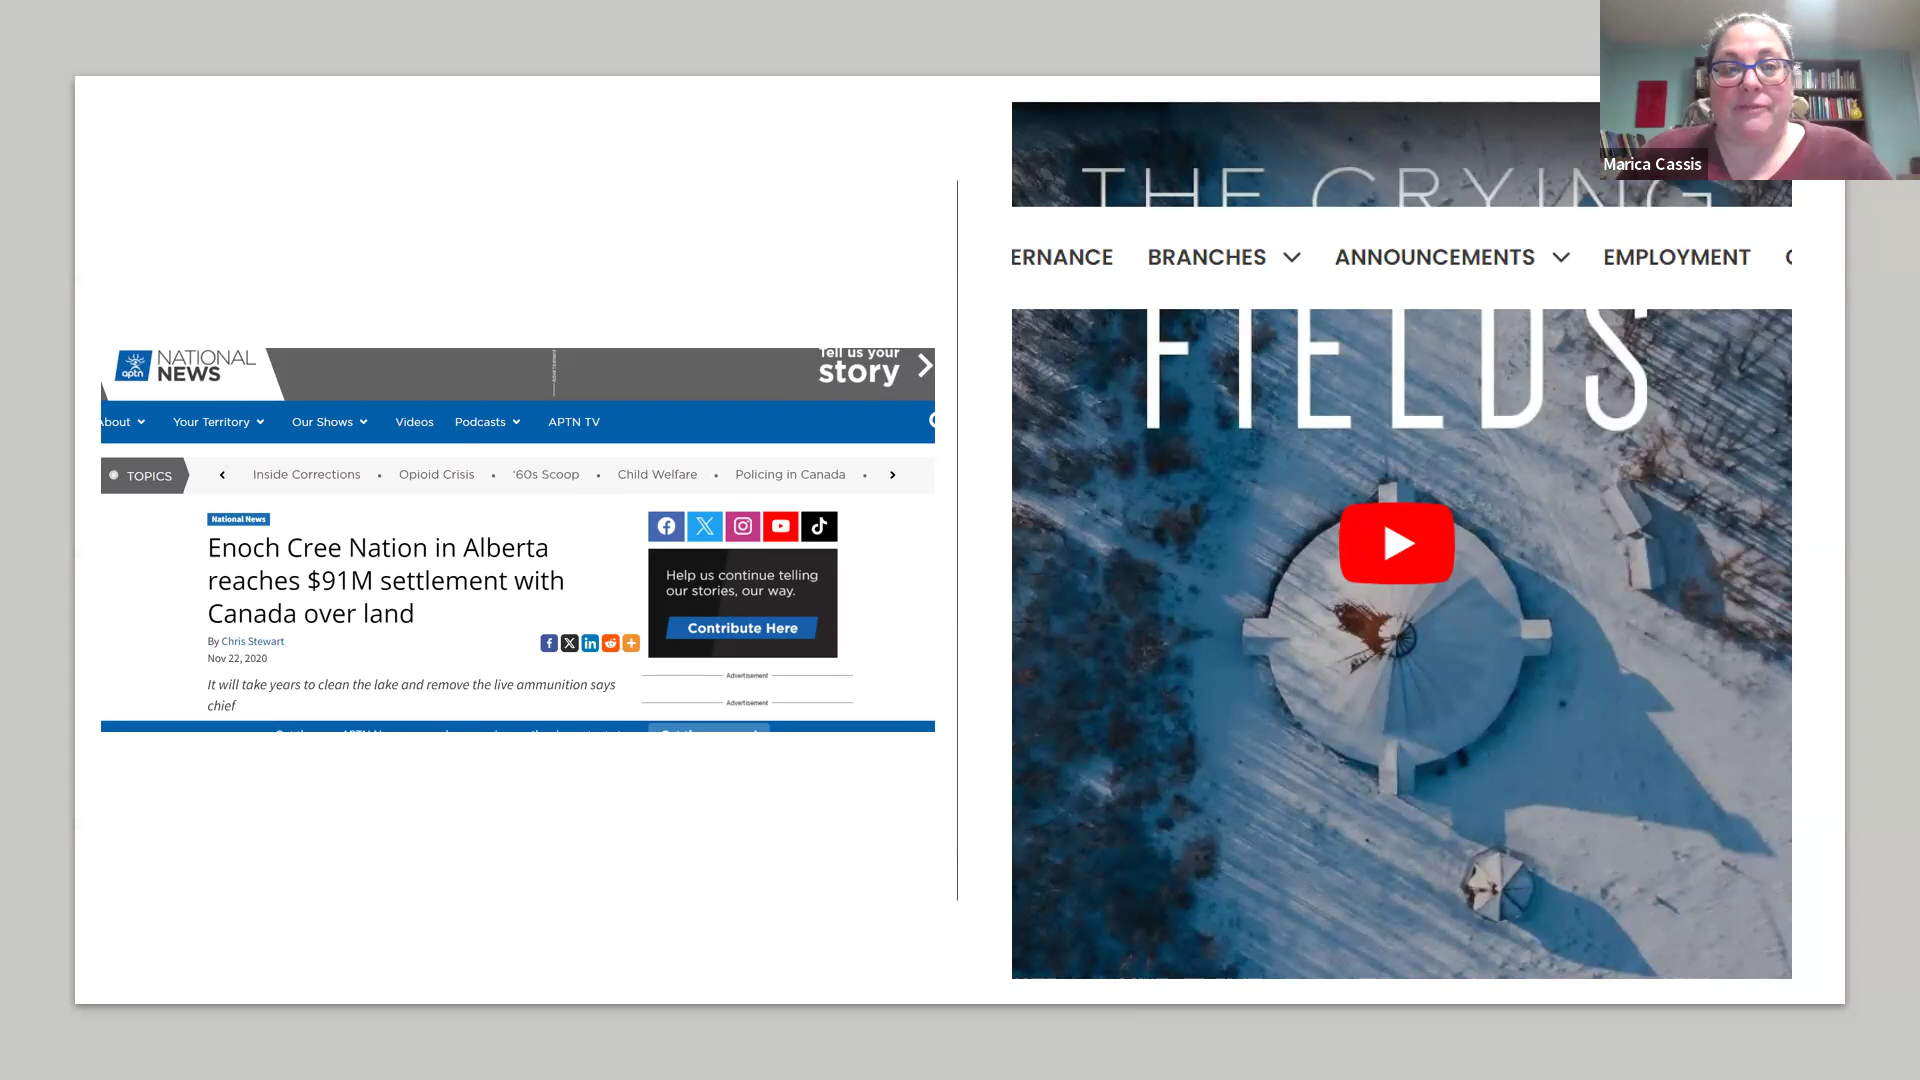 Marica Cassis
aptn
NATIONAL
NEWS
Advertisement
Tell us your
story
About
Your Territory
Our Shows
Videos
Podcasts
APTN TV
TOPICS
Inside Corrections
Opioid Crisis
‘60s Scoop
Child Welfare
Policing in Canada
National News
Enoch Cree Nation in Alberta
reaches $91M settlement with
Canada over land
By Chris Stewart
Nov 22, 2020
It will take years to clean the lake and remove the live ammunition says
chief
Help us continue telling
our stories, our way.
Contribute Here
Advertisement
Advertisement
THE CRYING
ERNANCE BRANCHES ANNOUNCEMENTS EMPLOYMENT
FIELDS